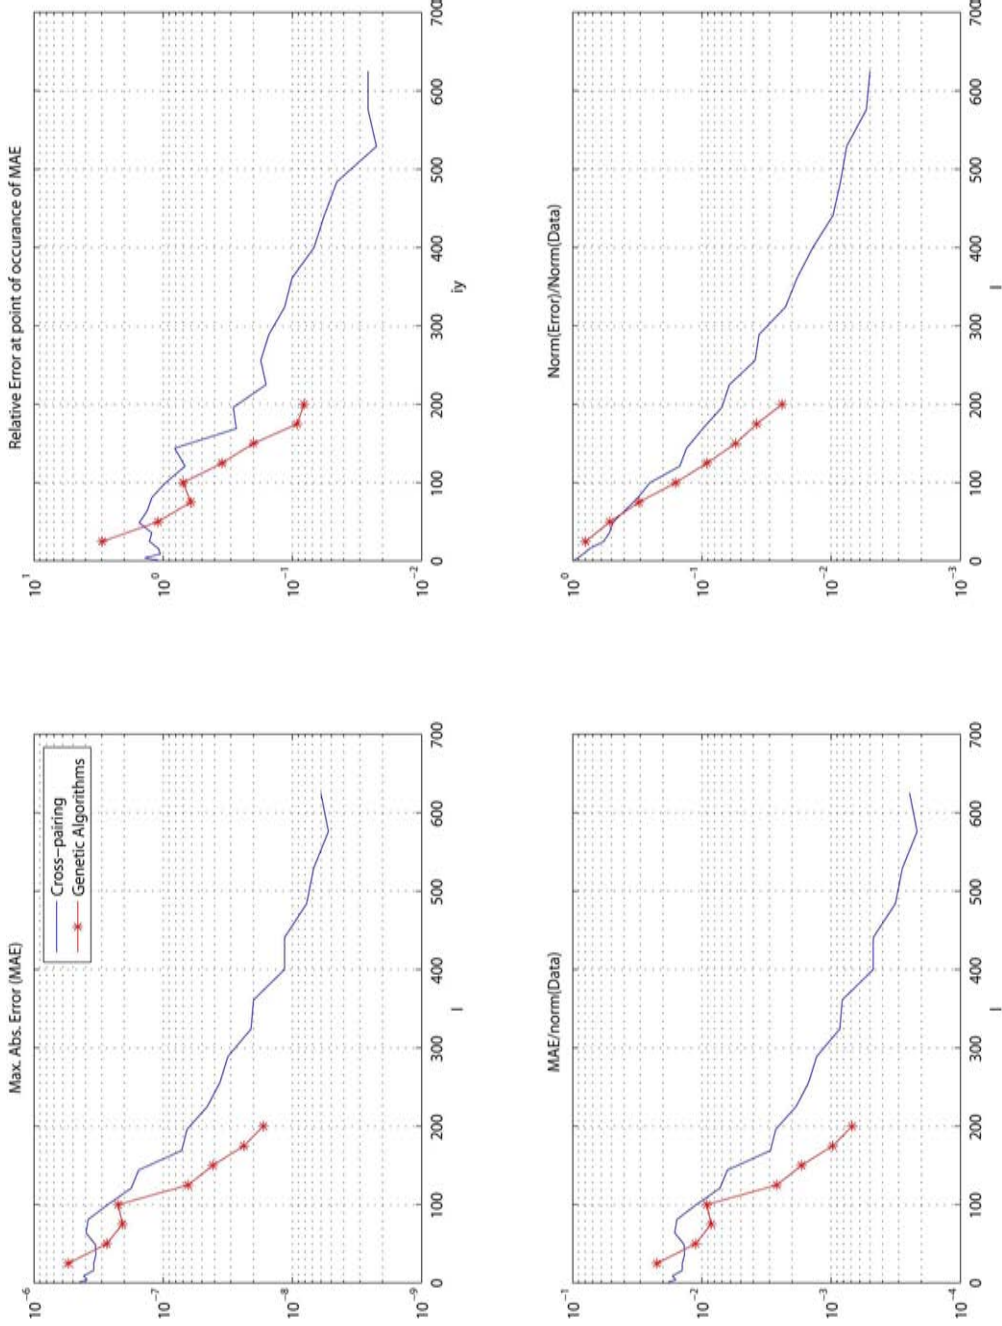 Max. Abs. Error (MAE)
Cross-pairing
Genetic Algorithms
10^-6
10^-7
10^-8
10^-9
0 100 200 300 400 500 600 700
I
Relative Error at point of occurance of MAE
10^1
10^0
10^-1
10^-2
0 100 200 300 400 500 600 700
iy
MAE/norm(Data)
10^-1
10^-2
10^-3
10^-4
0 100 200 300 400 500 600 700
I
Norm(Error)/Norm(Data)
10^0
10^-1
10^-2
10^-3
0 100 200 300 400 500 600 700
I